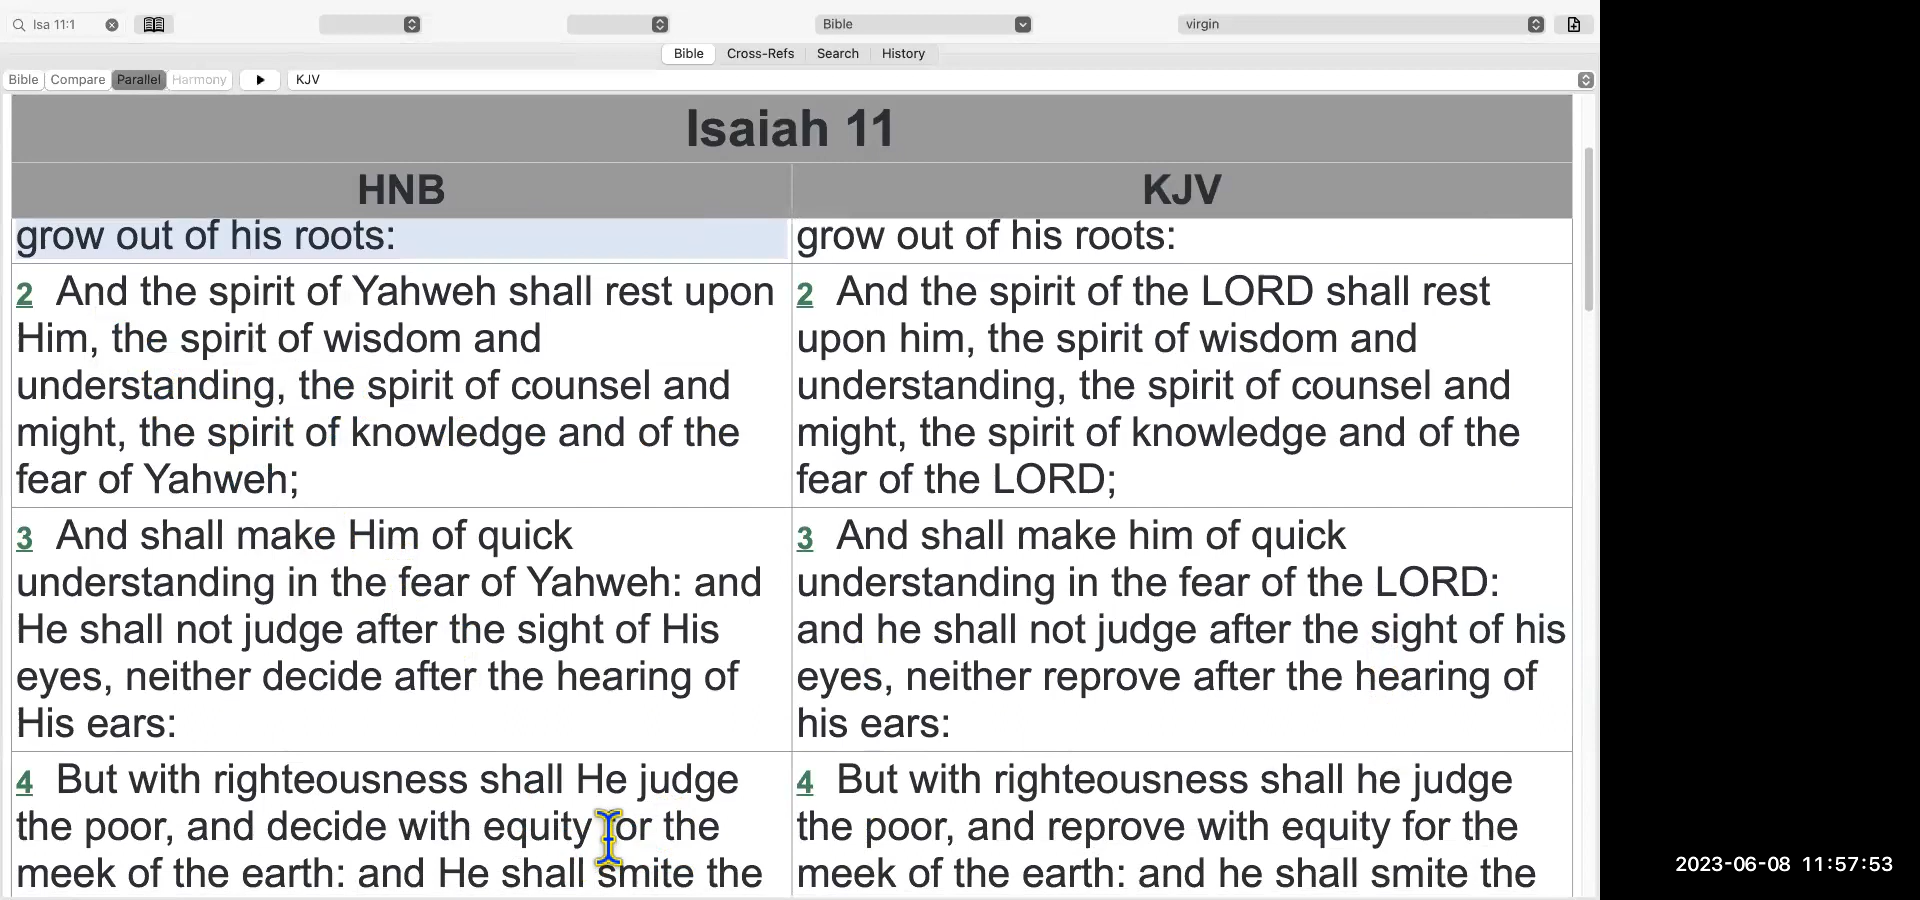 Isa 11:1
Bible
virgin
Bible Cross-Refs Search History
Bible Compare Parallel Harmony KJV
Isaiah 11
HNB
KJV
grow out of his roots:
2 And the spirit of Yahweh shall rest upon
Him, the spirit of wisdom and
understanding, the spirit of counsel and
might, the spirit of knowledge and of the
fear of Yahweh;
3 And shall make Him of quick
understanding in the fear of Yahweh: and
He shall not judge after the sight of His
eyes, neither decide after the hearing of
His ears:
4 But with righteousness shall He judge
the poor, and decide with equity for the
meek of the earth: and He shall smite the
grow out of his roots:
2 And the spirit of the LORD shall rest
upon him, the spirit of wisdom and
understanding, the spirit of counsel and
might, the spirit of knowledge and of the
fear of the LORD;
3 And shall make him of quick
understanding in the fear of the LORD:
and he shall not judge after the sight of his
eyes, neither reprove after the hearing of
his ears:
4 But with righteousness shall he judge
the poor, and reprove with equity for the
meek of the earth: and he shall smite the
2023-06-08 11:57:53